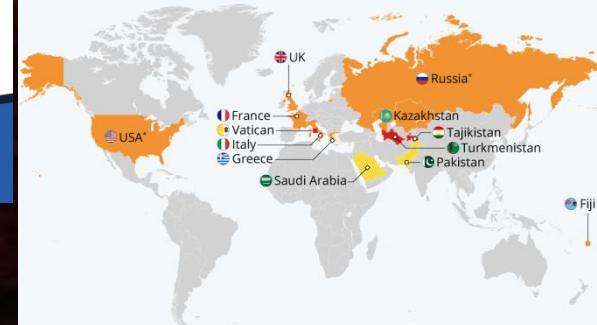 UK
Russia*
France
Kazakhstan
Vatican
USA*
Tajikistan
Italy
Turkmenistan
Greece
Pakistan
Saudi Arabia
Fiji